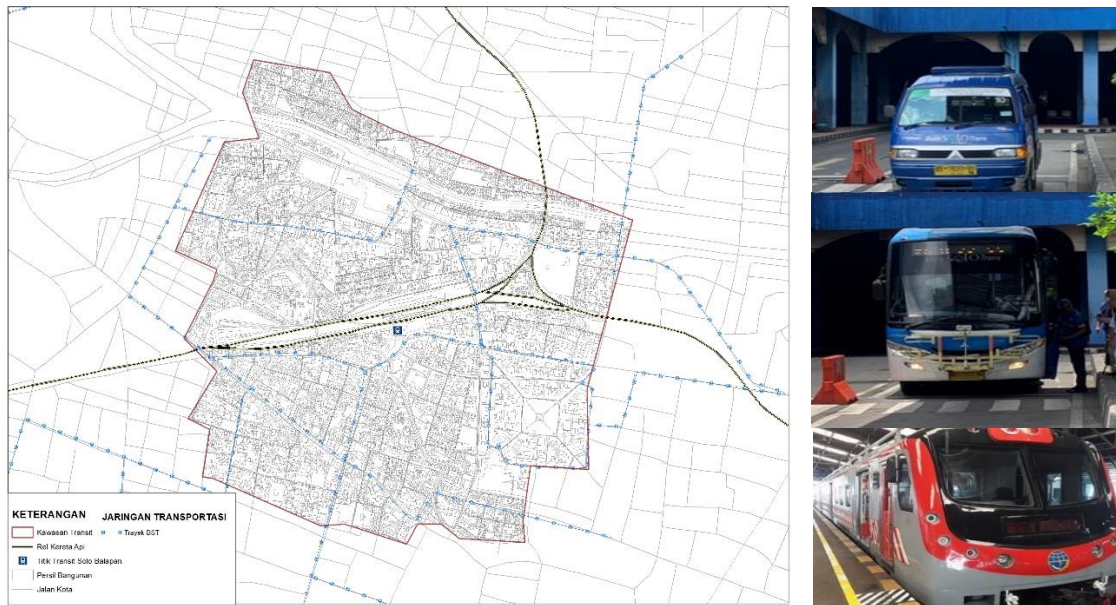 KETERANGAN JARINGAN TRANSPORTASI
Kawasan Transit Trayek BST
Rel Kereta Api
Titik Transit Solo Balapan
Persil Bangunan
Jalan Kota